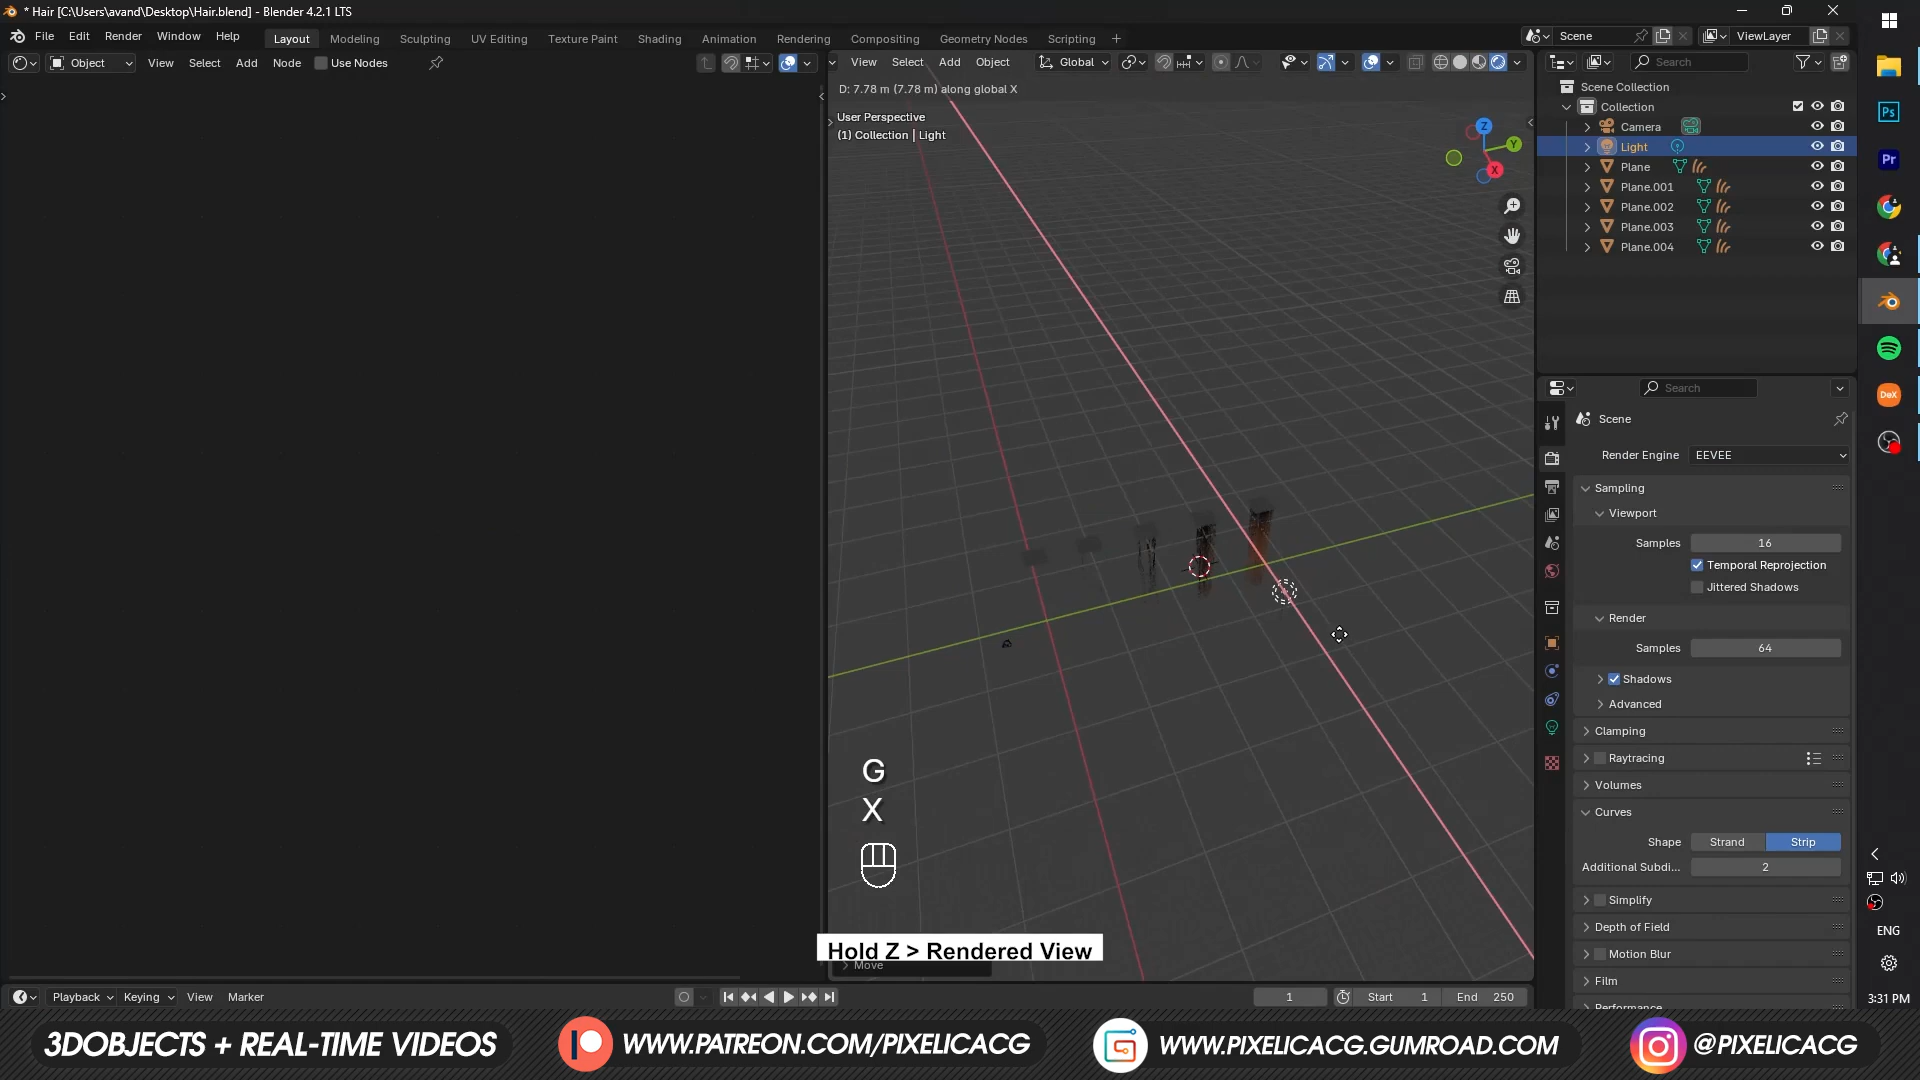 * Hair [C:\Users\avand\Desktop\Hair.blend] - Blender 4.2.1 LTS
File Edit Render Window Help
Layout Modeling Sculpting UV Editing Texture Paint Shading Animation Rendering Compositing Geometry Nodes Scripting +
Scene
ViewLayer
Object View Select Add Node Use Nodes
View Select Add Object Global
D: 7.78 m (7.78 m) along global X
User Perspective
(1) Collection | Light
Z
Y
X
Search
Scene Collection
Collection
Camera
Light
Plane
Plane.001
Plane.002
Plane.003
Plane.004
Search
Scene
Render Engine EEVEE
Sampling
Viewport
Samples 16
Temporal Reprojection
Jittered Shadows
Render
Samples 64
Shadows
Advanced
Clamping
Raytracing
Volumes
Curves
Shape Strand Strip
Additional Subdi... 2
Simplify
Depth of Field
Motion Blur
Film
Performance
G
X
Hold Z > Rendered View
Move
Playback Keying View Marker
1 Start 1 End 250
Ps
Pr
DeX
ENG
3:31 PM
3DOBJECTS + REAL-TIME VIDEOS
WWW.PATREON.COM/PIXELICACG
WWW.PIXELICACG.GUMROAD.COM
@PIXELICACG